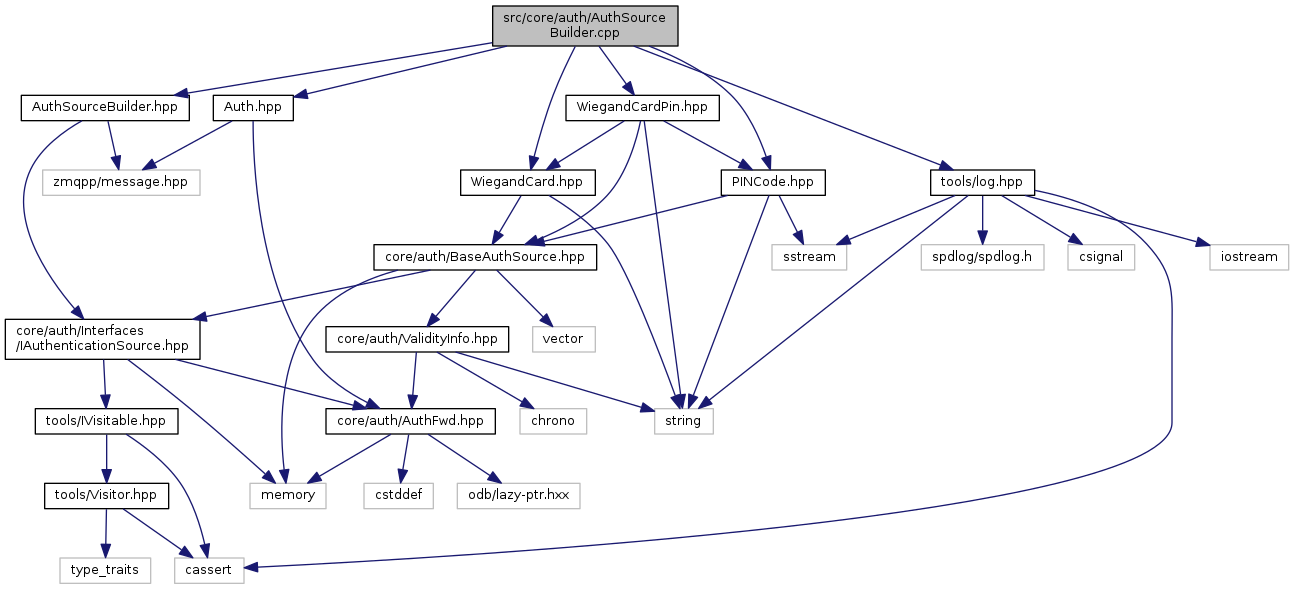 src/core/auth/AuthSource
Builder.cpp
AuthSourceBuilder.hpp
Auth.hpp
WiegandCardPin.hpp
zmqpp/message.hpp
WiegandCard.hpp
PINCode.hpp
tools/log.hpp
core/auth/BaseAuthSource.hpp
sstream
spdlog/spdlog.h
csignal
iostream
core/auth/Interfaces
/IAuthenticationSource.hpp
core/auth/ValidityInfo.hpp
vector
tools/IVisitable.hpp
core/auth/AuthFwd.hpp
chrono
string
tools/Visitor.hpp
memory
cstddef
odb/lazy-ptr.hxx
type_traits
cassert